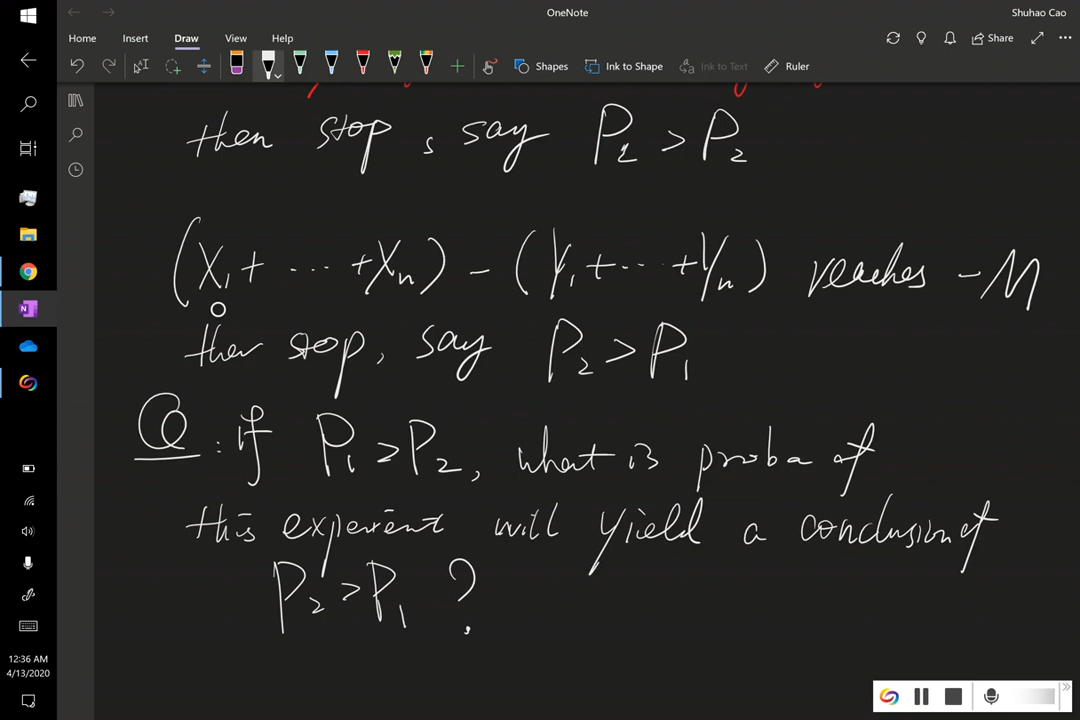 OneNote
Shuhao Cao
Home Insert Draw View Help
Share
Shapes Ink to Shape Ink to Text Ruler
then stop, say P₁ > P₂
(X₁ + ... + Xₙ) - (Y₁ + ... + Yₙ) reaches -M
then stop, say P₂ > P₁
Q: if P₁ > P₂, what is proba of
this experient will yield a conclusion of
P₂ > P₁ ?
12:36 AM
4/13/2020